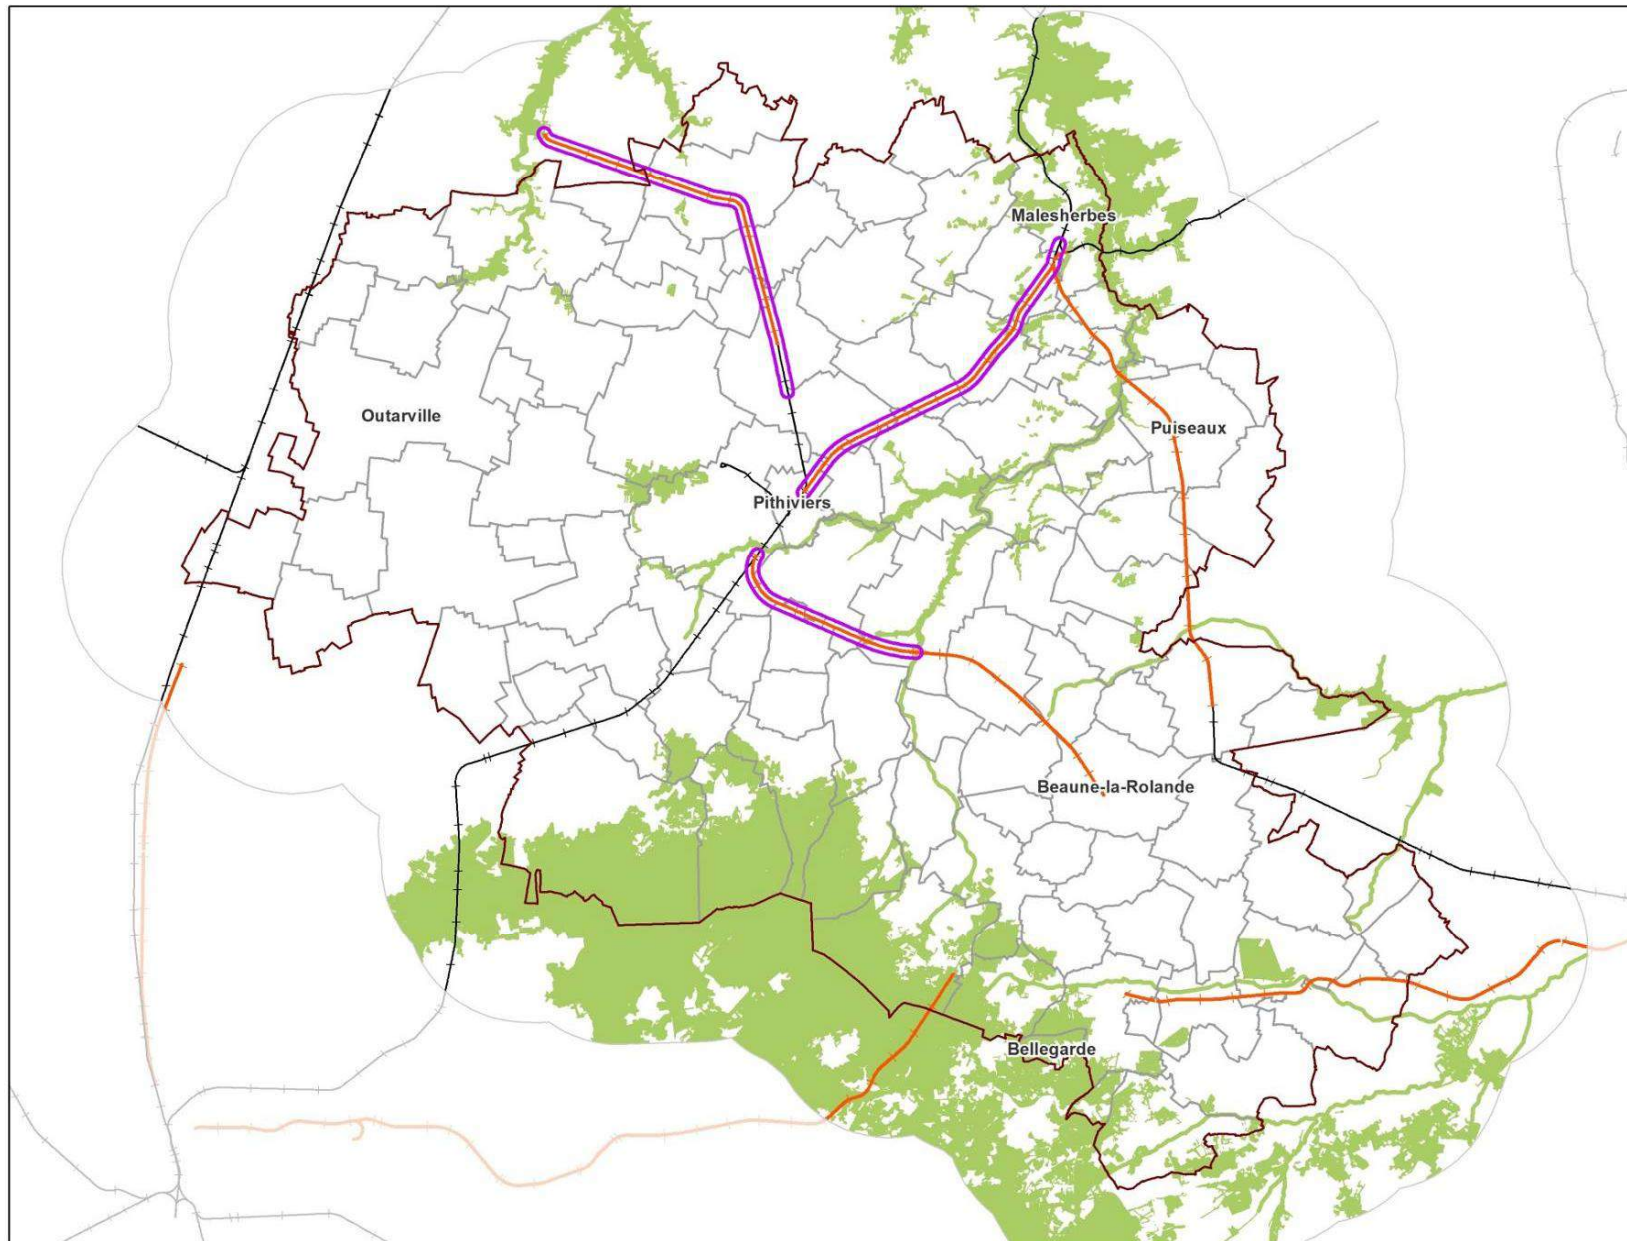 Malesherbes
Outarville
Puiseaux
Pithiviers
Beaune-la-Rolande
Bellegarde